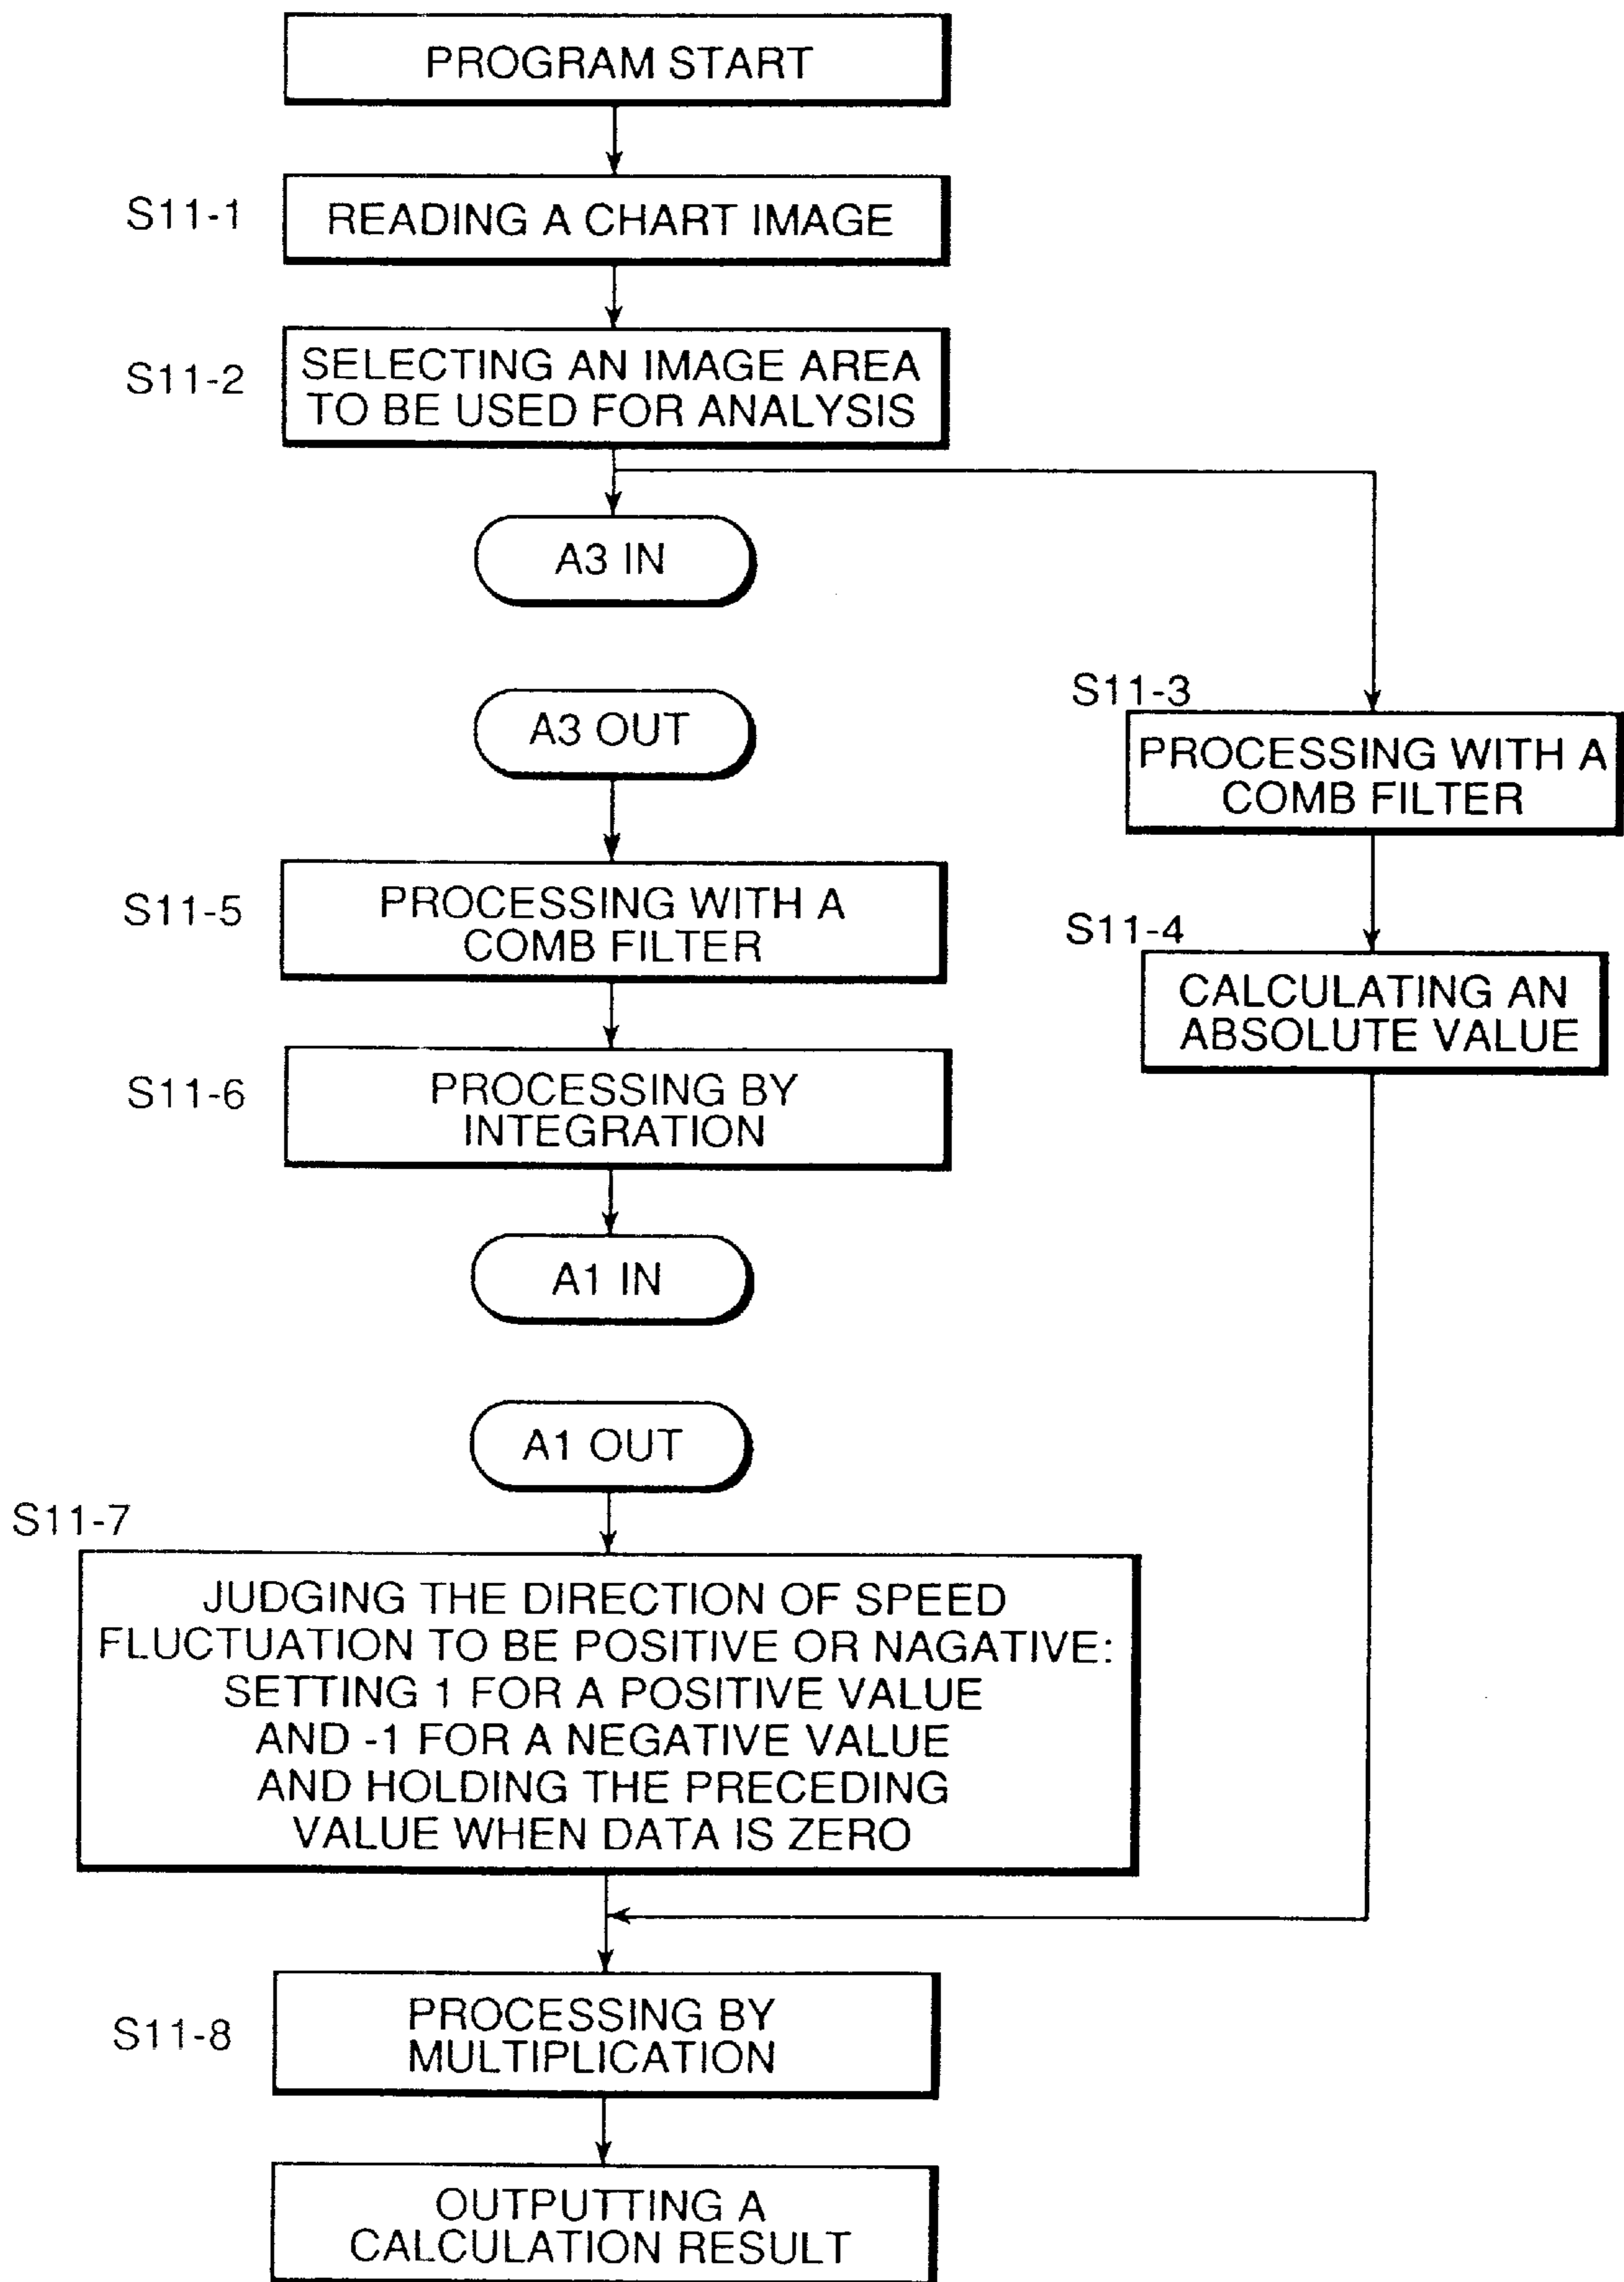 PROGRAM START
S11-1
READING A CHART IMAGE
S11-2
SELECTING AN IMAGE AREA
TO BE USED FOR ANALYSIS
A3 IN
A3 OUT
S11-3
PROCESSING WITH A
COMB FILTER
S11-5
PROCESSING WITH A
COMB FILTER
S11-4
CALCULATING AN
ABSOLUTE VALUE
S11-6
PROCESSING BY
INTEGRATION
A1 IN
A1 OUT
S11-7
JUDGING THE DIRECTION OF SPEED
FLUCTUATION TO BE POSITIVE OR NAGATIVE:
SETTING 1 FOR A POSITIVE VALUE
AND -1 FOR A NEGATIVE VALUE
AND HOLDING THE PRECEDING
VALUE WHEN DATA IS ZERO
S11-8
PROCESSING BY
MULTIPLICATION
OUTPUTTING A
CALCULATION RESULT